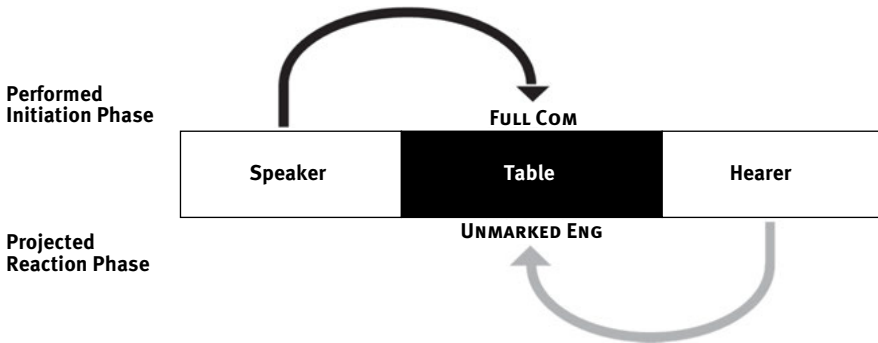 Performed
Initiation Phase
FULL COM
Speaker
Table
Hearer
UNMARKED ENG
Projected
Reaction Phase